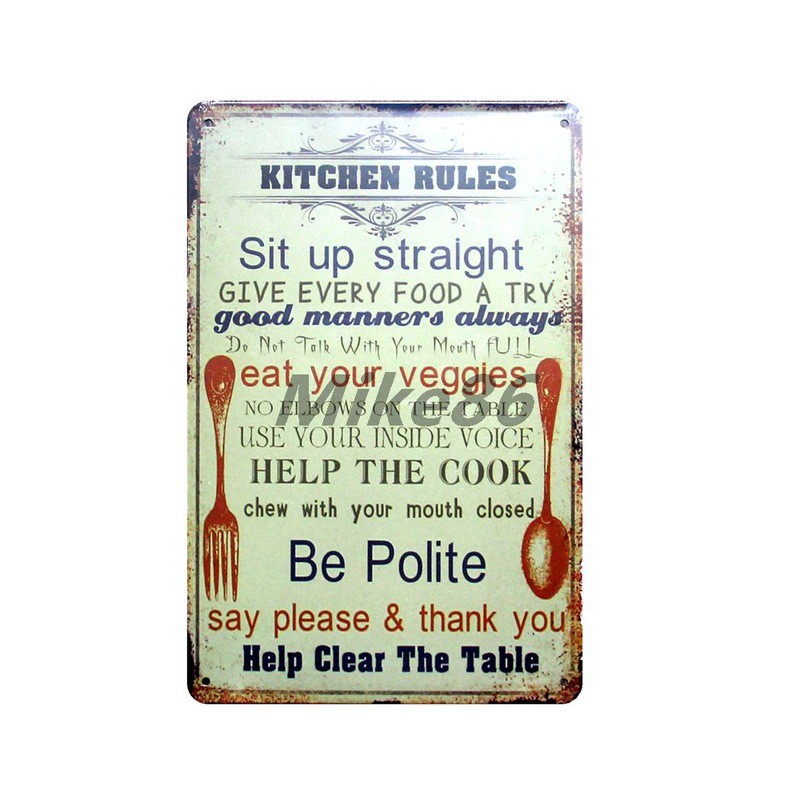 KITCHEN RULES
Sit up straight
GIVE EVERY FOOD A TRY
good manners always
Do Not Talk With Your Mouth fULL
eat your veggies
Mike86
NO ELBOWS ON THE TABLE
USE YOUR INSIDE VOICE
HELP THE COOK
chew with your mouth closed
Be Polite
say please & thank you
Help Clear The Table